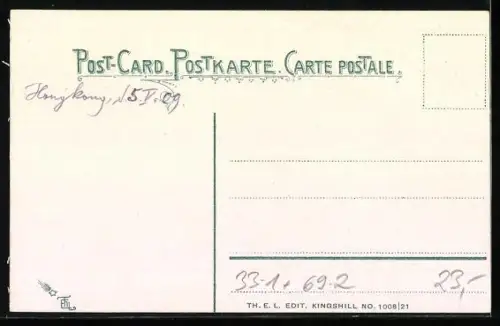 POST-CARD. POSTKARTE. CARTE POSTALE.
Hongkong, 15.V.09.
33-1 + 69-2 23,-
TH. E. L. EDIT. KINGSHILL NO. 1008|21